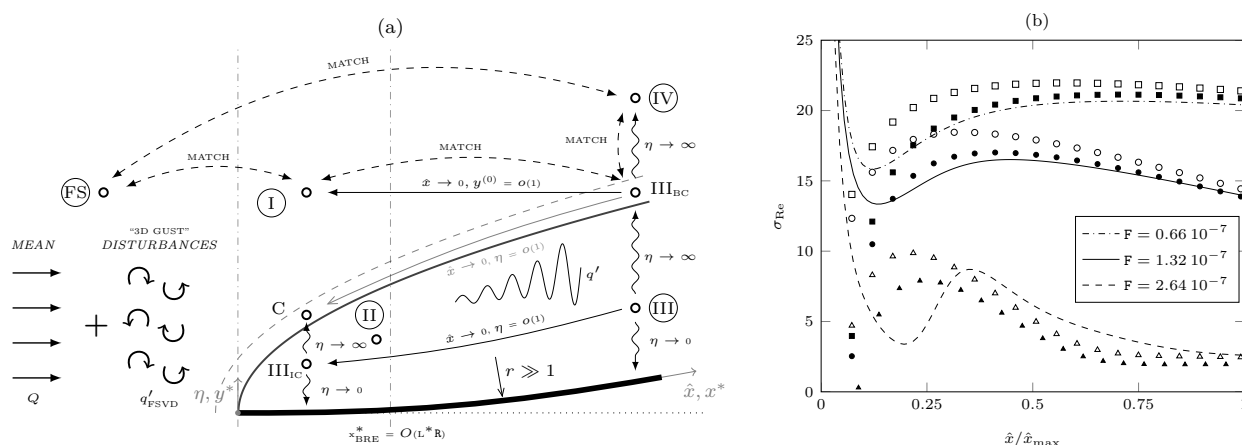 (a)
MATCH
IV
MATCH
MATCH
MATCH
η → ∞
FS
I
x̂ → 0, y⁽⁰⁾ = O(1)
III_BC
MEAN
"3D GUST"
DISTURBANCES
x̂ → 0, η = O(1)
η → ∞
q′
C
II
III
x̂ → 0, η = O(1)
η → ∞
η → 0
III_IC
r ≫ 1
η, y*
η → 0
x̂, x*
Q
q′_FSVD
x*_BRE = O(L*R)
(b)
25
20
15
10
5
0
σ_Re
F = 0.66 10⁻⁷
F = 1.32 10⁻⁷
F = 2.64 10⁻⁷
0 0.25 0.5 0.75 1
x̂/x̂_max